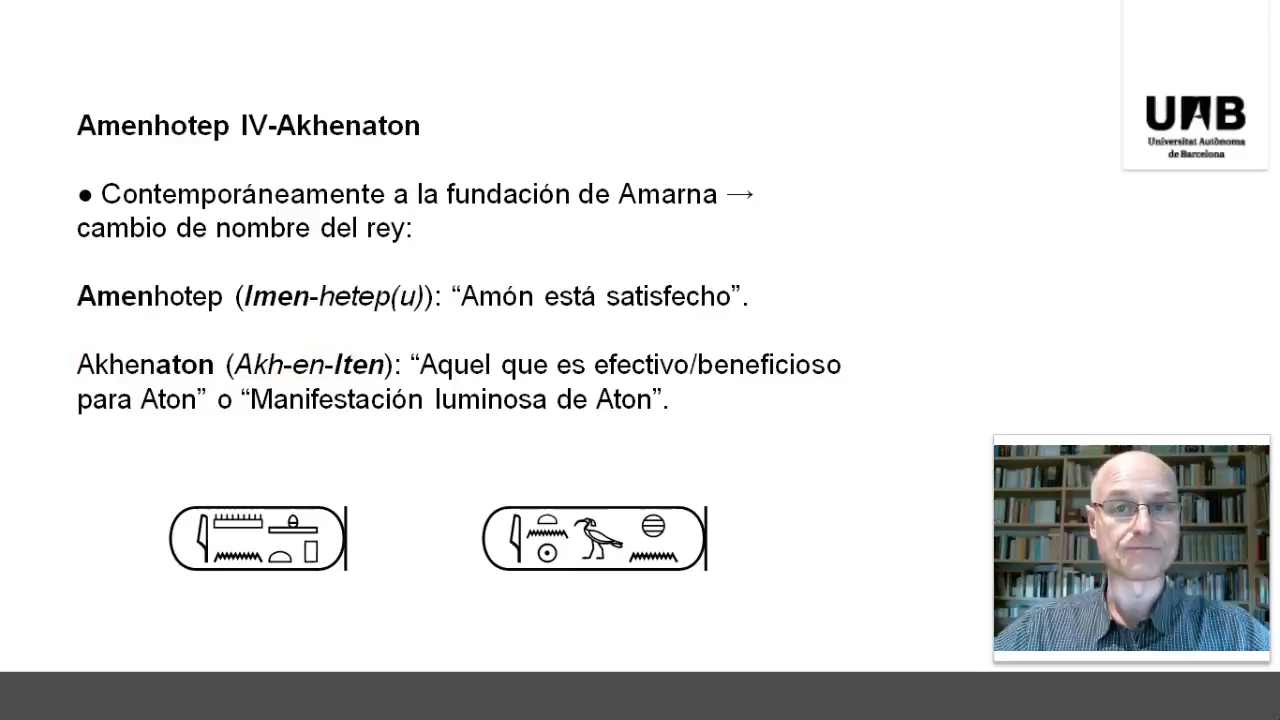 UAB
Universitat Autònoma
de Barcelona
Amenhotep IV-Akhenaton
● Contemporáneamente a la fundación de Amarna →
cambio de nombre del rey:
Amenhotep (Imen-hetep(u)): “Amón está satisfecho”.
Akhenaton (Akh-en-Iten): “Aquel que es efectivo/beneficioso
para Aton” o “Manifestación luminosa de Aton”.